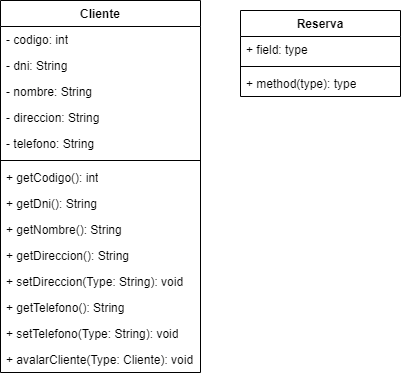 Cliente
- codigo: int
- dni: String
- nombre: String
- direccion: String
- telefono: String
+ getCodigo(): int
+ getDni(): String
+ getNombre(): String
+ getDireccion(): String
+ setDireccion(Type: String): void
+ getTelefono(): String
+ setTelefono(Type: String): void
+ avalarCliente(Type: Cliente): void
Reserva
+ field: type
+ method(type): type